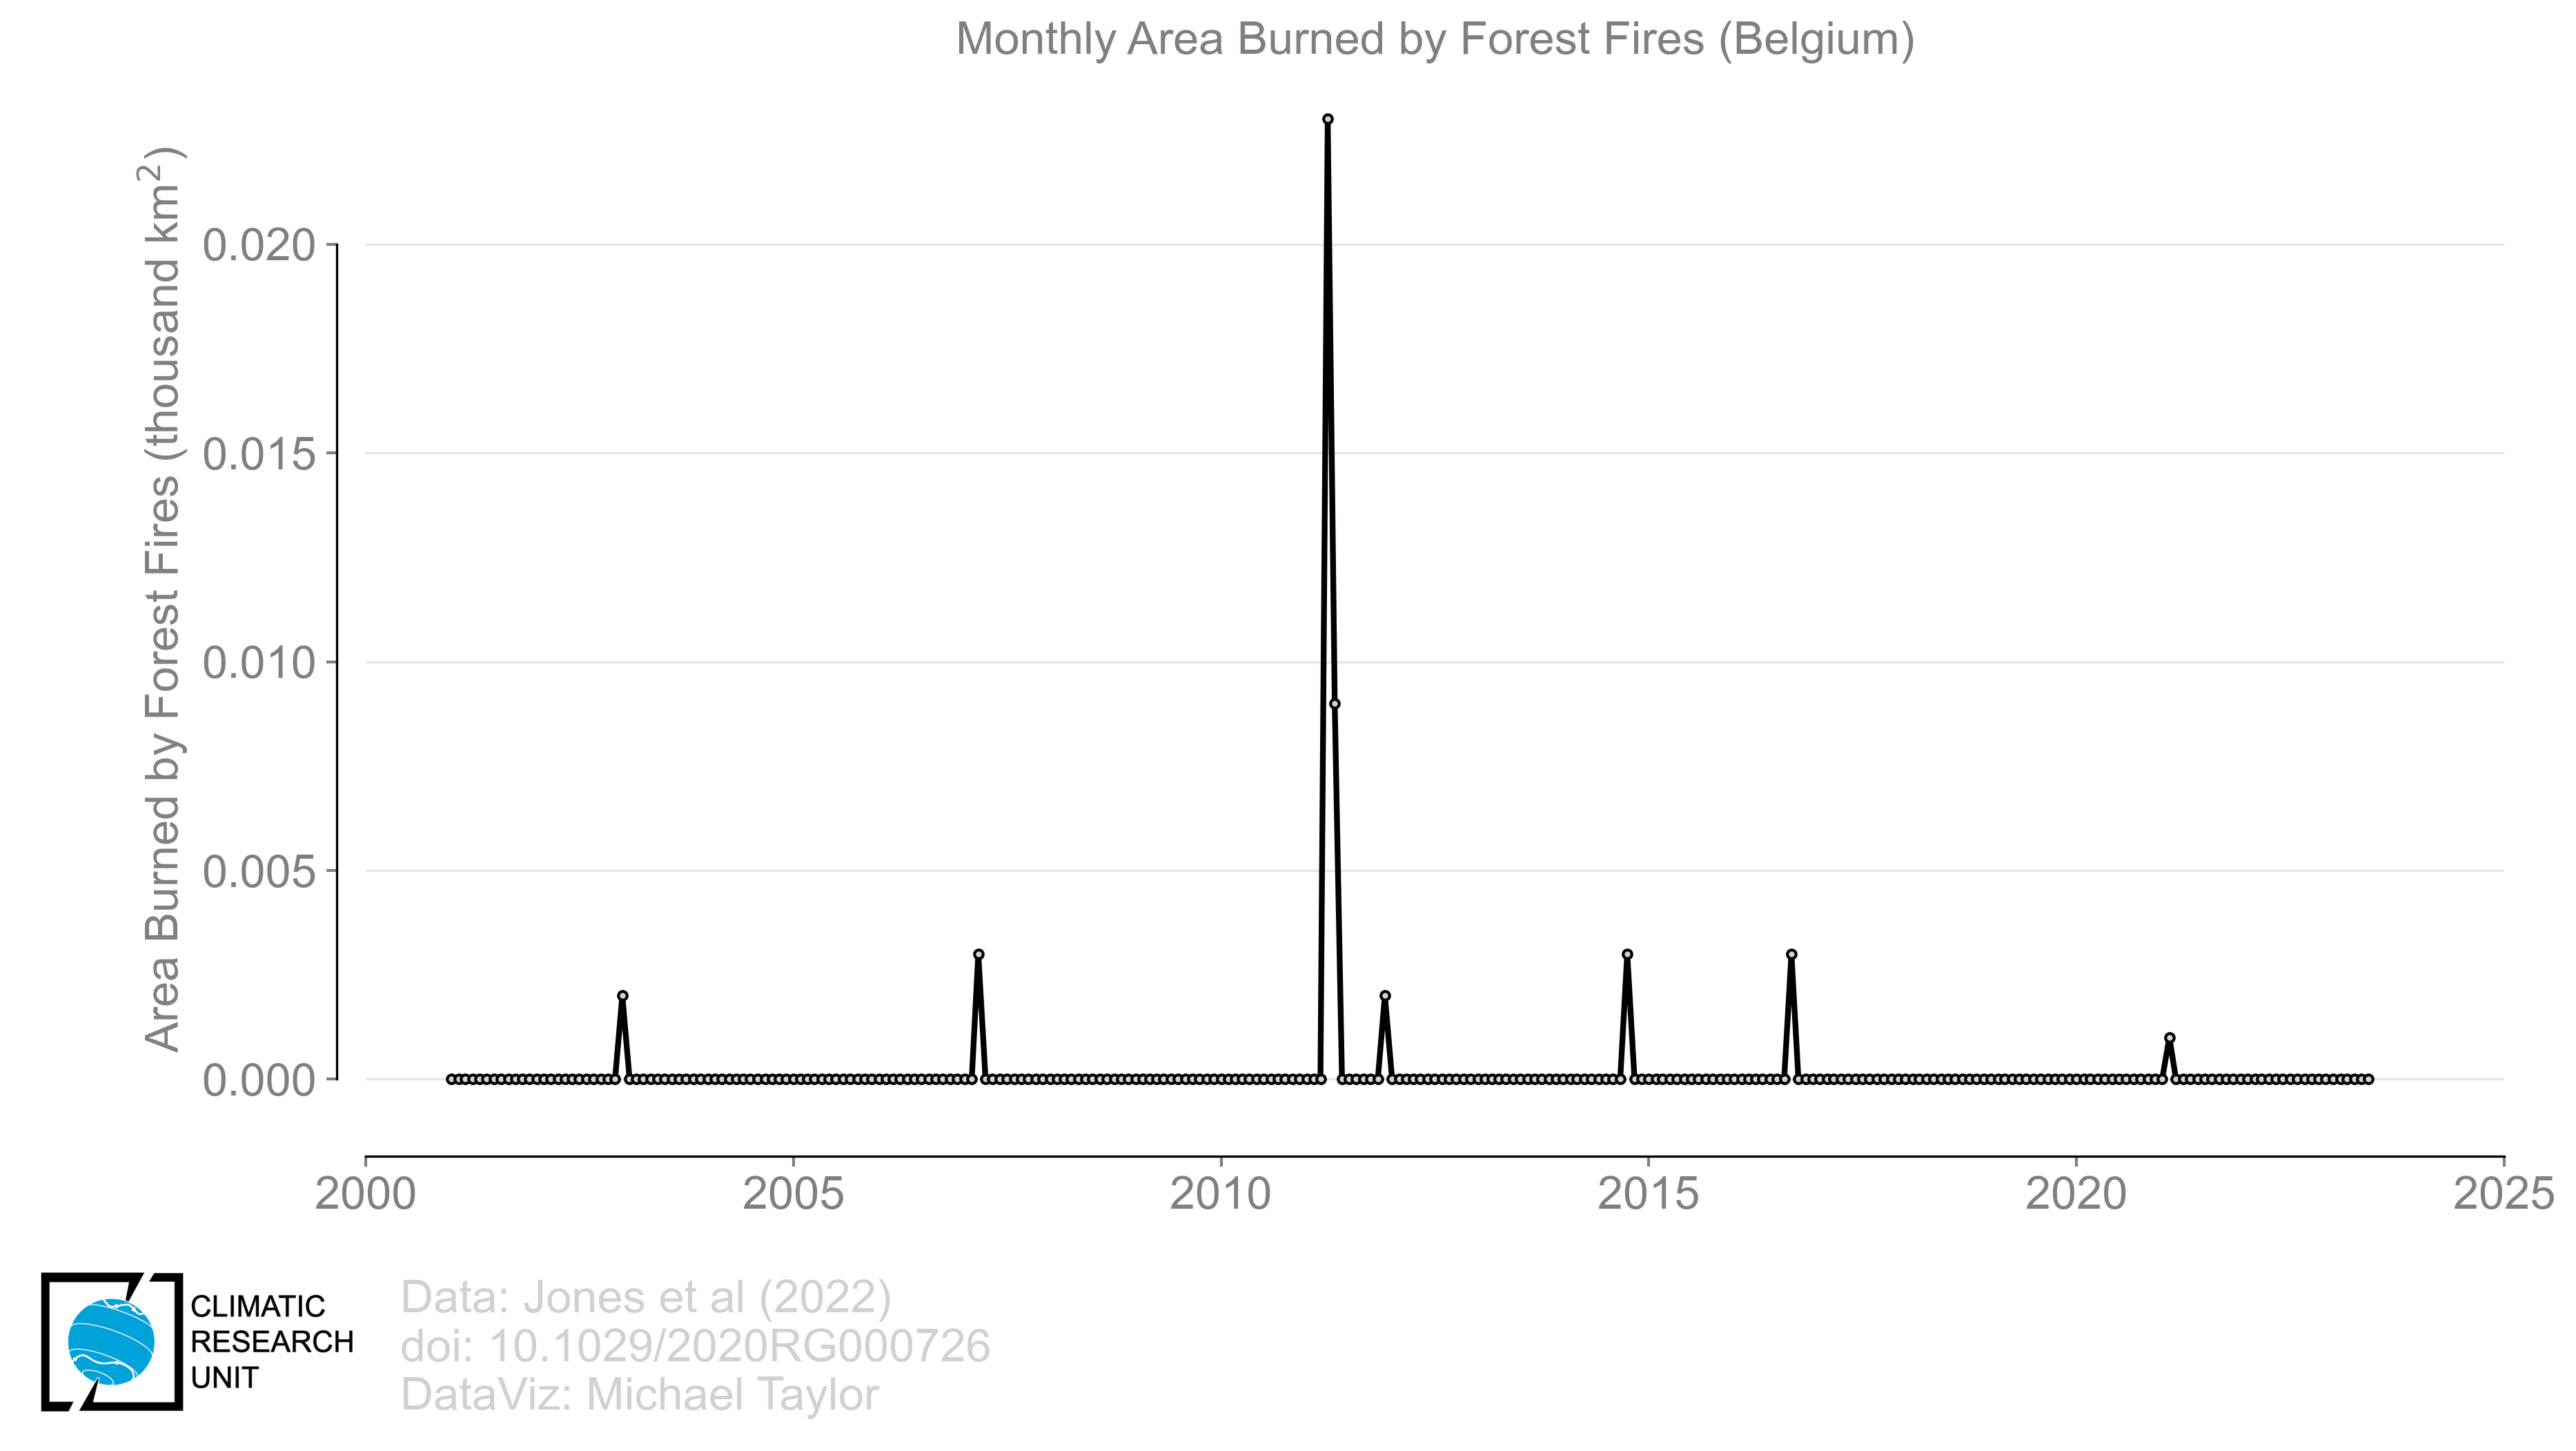 Monthly Area Burned by Forest Fires (Belgium)
Area Burned by Forest Fires (thousand km²)
0.020
0.015
0.010
0.005
0.000
2000 2005 2010 2015 2020 2025
CLIMATIC
RESEARCH
UNIT
Data: Jones et al (2022)
doi: 10.1029/2020RG000726
DataViz: Michael Taylor